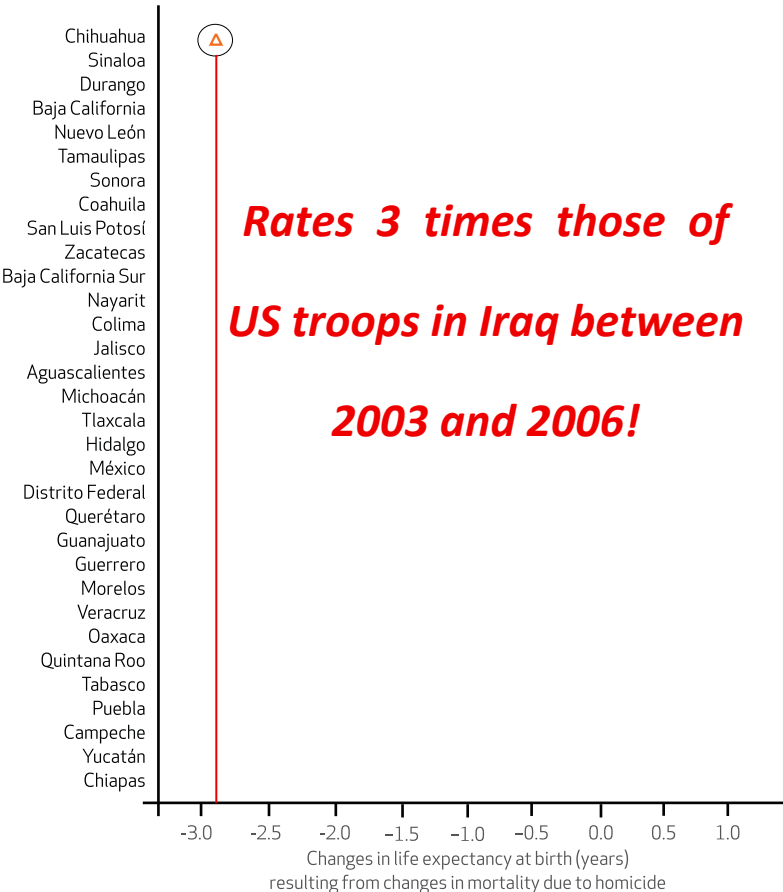 Chihuahua
Sinaloa
Durango
Baja California
Nuevo León
Tamaulipas
Sonora
Coahuila
San Luis Potosí
Zacatecas
Baja California Sur
Nayarit
Colima
Jalisco
Aguascalientes
Michoacán
Tlaxcala
Hidalgo
México
Distrito Federal
Querétaro
Guanajuato
Guerrero
Morelos
Veracruz
Oaxaca
Quintana Roo
Tabasco
Puebla
Campeche
Yucatán
Chiapas
Rates 3 times those of
US troops in Iraq between
2003 and 2006!
-3.0 -2.5 -2.0 -1.5 -1.0 -0.5 0.0 0.5 1.0
Changes in life expectancy at birth (years)
resulting from changes in mortality due to homicide